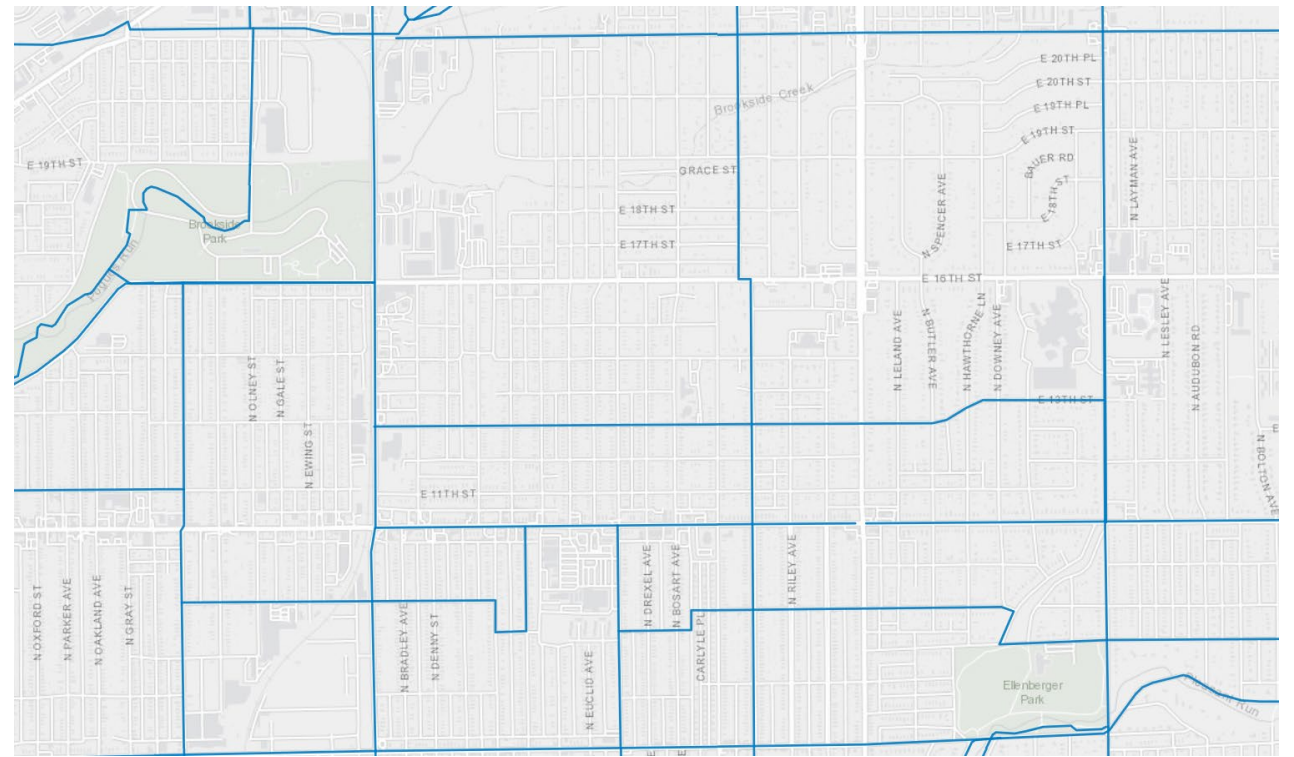 E 20TH PL
E 20TH ST
E 19TH PL
E 19TH ST
BAUER RD
E 18TH ST
N LAYMAN AVE
Brookside Creek
E 19TH ST
GRACE ST
N SPENCER AVE
E 18TH ST
Brookside
Park
E 17TH ST
E 17TH ST
Pogues Run
E 16TH ST
N LELAND AVE
N BUTLER AVE
N HAWTHORNE LN
N DOWNEY AVE
N LESLEY AVE
N AUDUBON RD
N OLNEY ST
N GALE ST
E 13TH ST
N EWING ST
N BOLTON AVE
E
E 11TH ST
N OXFORD ST
N PARKER AVE
N OAKLAND AVE
N GRAY ST
N BRADLEY AVE
N DENNY ST
N EUCLID AVE
N DREXEL AVE
N BOSART AVE
CARLYLE PL
N RILEY AVE
Ellenberger
Park
Pleasant Run
E
E